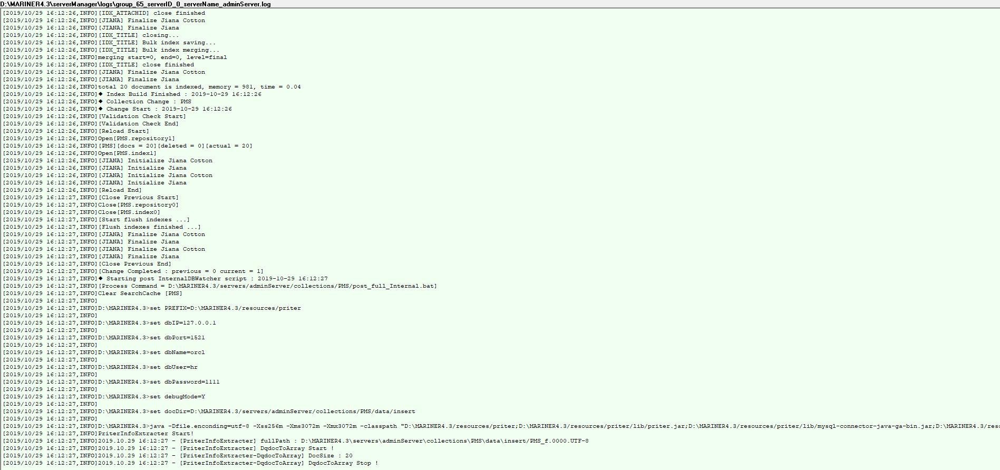 D:\MARINER4.3\serverManager\logs\group_65_serverID_0_serverName_adminServer.log
[2019/10/29 16:12:26,INFO][IDX_ATTACHID] close finished
[2019/10/29 16:12:26,INFO][JIANA] Finalize Jiana Cotton
[2019/10/29 16:12:26,INFO][JIANA] Finalize Jiana
[2019/10/29 16:12:26,INFO][IDX_TITLE] closing...
[2019/10/29 16:12:26,INFO][IDX_TITLE] Bulk index saving...
[2019/10/29 16:12:26,INFO][IDX_TITLE] Bulk index merging...
[2019/10/29 16:12:26,INFO]merging start=0, end=0, level=final
[2019/10/29 16:12:26,INFO][IDX_TITLE] close finished
[2019/10/29 16:12:26,INFO][JIANA] Finalize Jiana Cotton
[2019/10/29 16:12:26,INFO][JIANA] Finalize Jiana
[2019/10/29 16:12:26,INFO]total 20 document is indexed, memory = 981, time = 0.04
[2019/10/29 16:12:26,INFO]◆ Index Build Finished : 2019-10-29 16:12:26
[2019/10/29 16:12:26,INFO]◆ Collection Change : PMS
[2019/10/29 16:12:26,INFO]◆ Change Start : 2019-10-29 16:12:26
[2019/10/29 16:12:26,INFO][Validation Check Start]
[2019/10/29 16:12:26,INFO][Validation Check End]
[2019/10/29 16:12:26,INFO][Reload Start]
[2019/10/29 16:12:26,INFO]Open[PMS.repository1]
[2019/10/29 16:12:26,INFO][PMS][docs = 20][deleted = 0][actual = 20]
[2019/10/29 16:12:26,INFO]Open[PMS.index1]
[2019/10/29 16:12:26,INFO][JIANA] Initialize Jiana Cotton
[2019/10/29 16:12:26,INFO][JIANA] Initialize Jiana
[2019/10/29 16:12:26,INFO][JIANA] Initialize Jiana Cotton
[2019/10/29 16:12:26,INFO][JIANA] Initialize Jiana
[2019/10/29 16:12:26,INFO][Reload End]
[2019/10/29 16:12:27,INFO][Close Previous Start]
[2019/10/29 16:12:27,INFO]Close[PMS.repository0]
[2019/10/29 16:12:27,INFO]Close[PMS.index0]
[2019/10/29 16:12:27,INFO][Start flush indexes ...]
[2019/10/29 16:12:27,INFO][Flush indexes finished ...]
[2019/10/29 16:12:27,INFO][JIANA] Finalize Jiana Cotton
[2019/10/29 16:12:27,INFO][JIANA] Finalize Jiana
[2019/10/29 16:12:27,INFO][JIANA] Finalize Jiana Cotton
[2019/10/29 16:12:27,INFO][JIANA] Finalize Jiana
[2019/10/29 16:12:27,INFO][Close Previous End]
[2019/10/29 16:12:27,INFO][Change Completed : previous = 0 current = 1]
[2019/10/29 16:12:27,INFO]◆ Starting post InternalDBWatcher script : 2019-10-29 16:12:27
[2019/10/29 16:12:27,INFO][Process Command = D:\MARINER4.3/servers/adminServer/collections/PMS/post_full_Internal.bat]
[2019/10/29 16:12:27,INFO]Clear SearchCache [PMS]
[2019/10/29 16:12:27,INFO]
[2019/10/29 16:12:27,INFO]D:\MARINER4.3>set PREFIX=D:\MARINER4.3/resources/priter
[2019/10/29 16:12:27,INFO]
[2019/10/29 16:12:27,INFO]D:\MARINER4.3>set dbIP=127.0.0.1
[2019/10/29 16:12:27,INFO]
[2019/10/29 16:12:27,INFO]D:\MARINER4.3>set dbPort=1521
[2019/10/29 16:12:27,INFO]
[2019/10/29 16:12:27,INFO]D:\MARINER4.3>set dbName=orcl
[2019/10/29 16:12:27,INFO]
[2019/10/29 16:12:27,INFO]D:\MARINER4.3>set dbUser=hr
[2019/10/29 16:12:27,INFO]
[2019/10/29 16:12:27,INFO]D:\MARINER4.3>set dbPassword=1111
[2019/10/29 16:12:27,INFO]
[2019/10/29 16:12:27,INFO]D:\MARINER4.3>set debugMode=Y
[2019/10/29 16:12:27,INFO]
[2019/10/29 16:12:27,INFO]D:\MARINER4.3>set docDir=D:\MARINER4.3/servers/adminServer/collections/PMS/data/insert
[2019/10/29 16:12:27,INFO]
[2019/10/29 16:12:27,INFO]D:\MARINER4.3>java -Dfile.enconding=utf-8 -Xss256m -Xms3072m -Xmx3072m -classpath "D:\MARINER4.3/resources/priter;D:\MARINER4.3/resources/priter/lib/priter.jar;D:\MARINER4.3/resources/priter/lib/mysql-connector-java-ga-bin.jar;D:\MARINER4.3/res
[2019/10/29 16:12:27,INFO]PriterInfoExtracter Start!
[2019/10/29 16:12:27,INFO]2019.10.29 16:12:27 - [PriterInfoExtracter] fullPath : D:\MARINER4.3\servers\adminServer\collections\PMS\data\insert/PMS_f.0000.UTF-8
[2019/10/29 16:12:27,INFO]2019.10.29 16:12:27 - [PriterInfoExtracter] DqdocToArray Start !
[2019/10/29 16:12:27,INFO]2019.10.29 16:12:27 - [PriterInfoExtracter-DqdocToArray] DocSize : 20
[2019/10/29 16:12:27,INFO]2019.10.29 16:12:27 - [PriterInfoExtracter-DqdocToArray] DqdocToArray Stop !